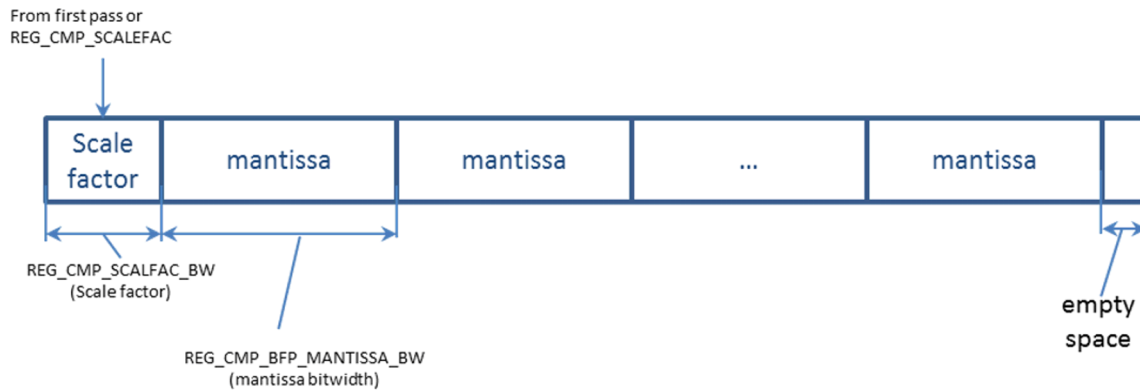 From first pass or
REG_CMP_SCALEFAC
Scale
factor
mantissa
mantissa
...
mantissa
REG_CMP_SCALFAC_BW
(Scale factor)
REG_CMP_BFP_MANTISSA_BW
(mantissa bitwidth)
empty
space